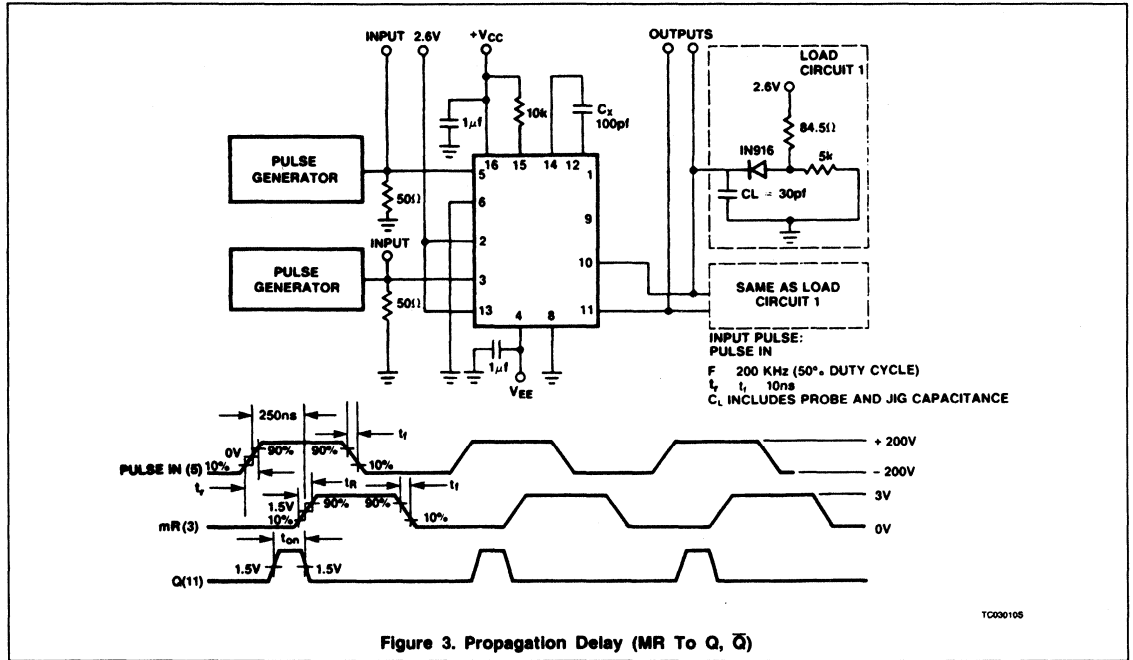 INPUT 2.6V +VCC OUTPUTS
LOAD
CIRCUIT 1
2.6V
84.5Ω
IN916
5k
CL = 30pf
1µf
10k
CX
100pf
PULSE
GENERATOR
50Ω
INPUT
PULSE
GENERATOR
50Ω
16 15 14 12
5 1
6
9
2
10
3
13 11
4 8
1µf
VEE
SAME AS LOAD
CIRCUIT 1
INPUT PULSE:
PULSE IN
F 200 KHz (50% DUTY CYCLE)
tr tf 10ns
CL INCLUDES PROBE AND JIG CAPACITANCE
250ns
tf
0V 90% 90% + 200V
PULSE IN (5) 10% 10% - 200V
tr
tR tf
1.5V 90% 90% 3V
10% 10%
mR (3) 0V
ton
1.5V 1.5V
Q(11)
TC03010S
Figure 3. Propagation Delay (MR To Q, Q̅)